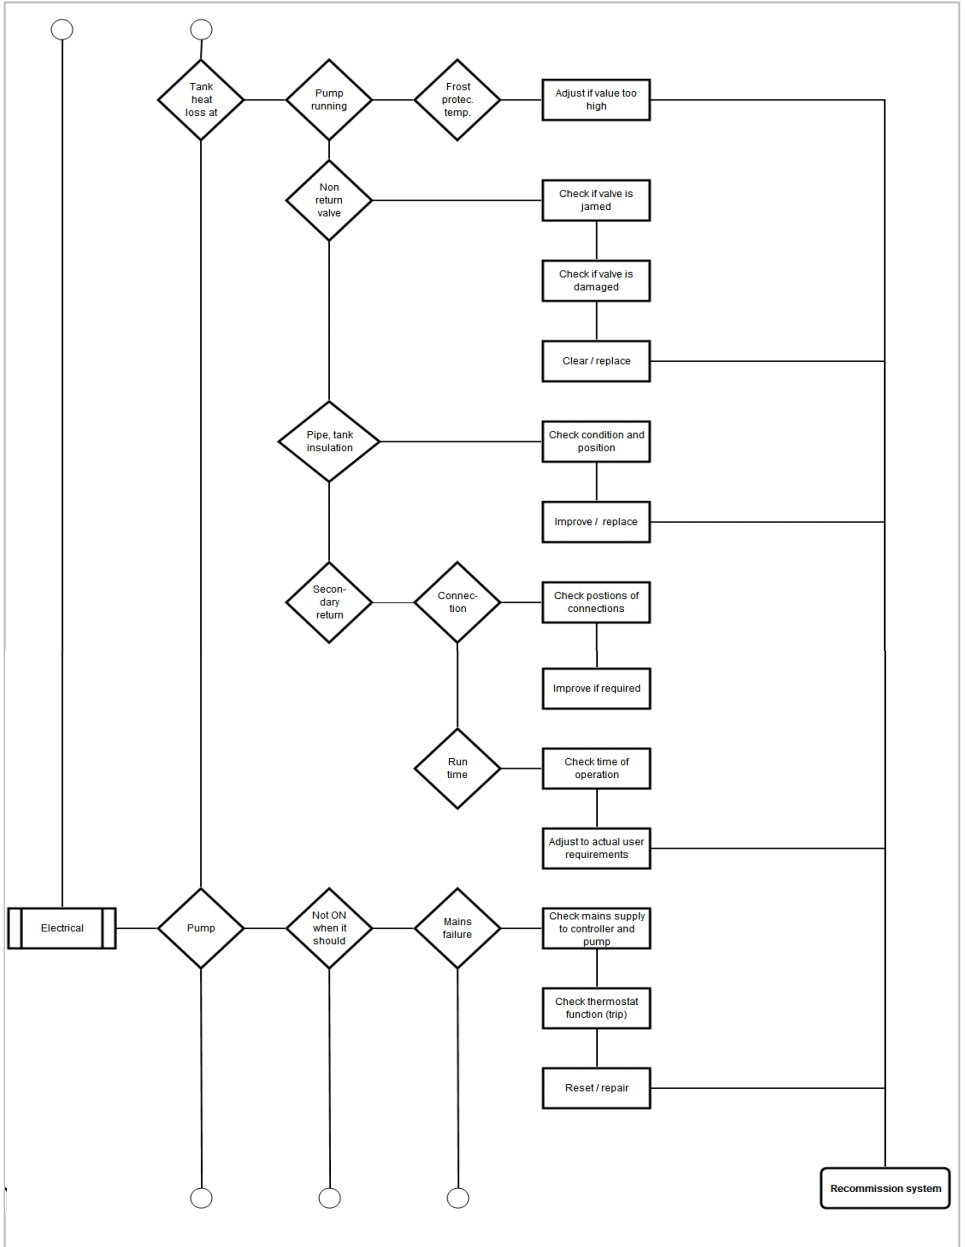 Tank
heat
loss at
Pump
running
Frost
protec.
temp.
Adjust if value too
high
Non
return
valve
Check if valve is
jamed
Check if valve is
damaged
Clear / replace
Pipe, tank
insulation
Check condition and
position
Improve / replace
Secon-
dary
return
Connec-
tion
Check postions of
connections
Improve if required
Run
time
Check time of
operation
Adjust to actual user
requirements
Electrical
Pump
Not ON
when it
should
Mains
failure
Check mains supply
to controller and
pump
Check thermostat
function (trip)
Reset / repair
Recommission system